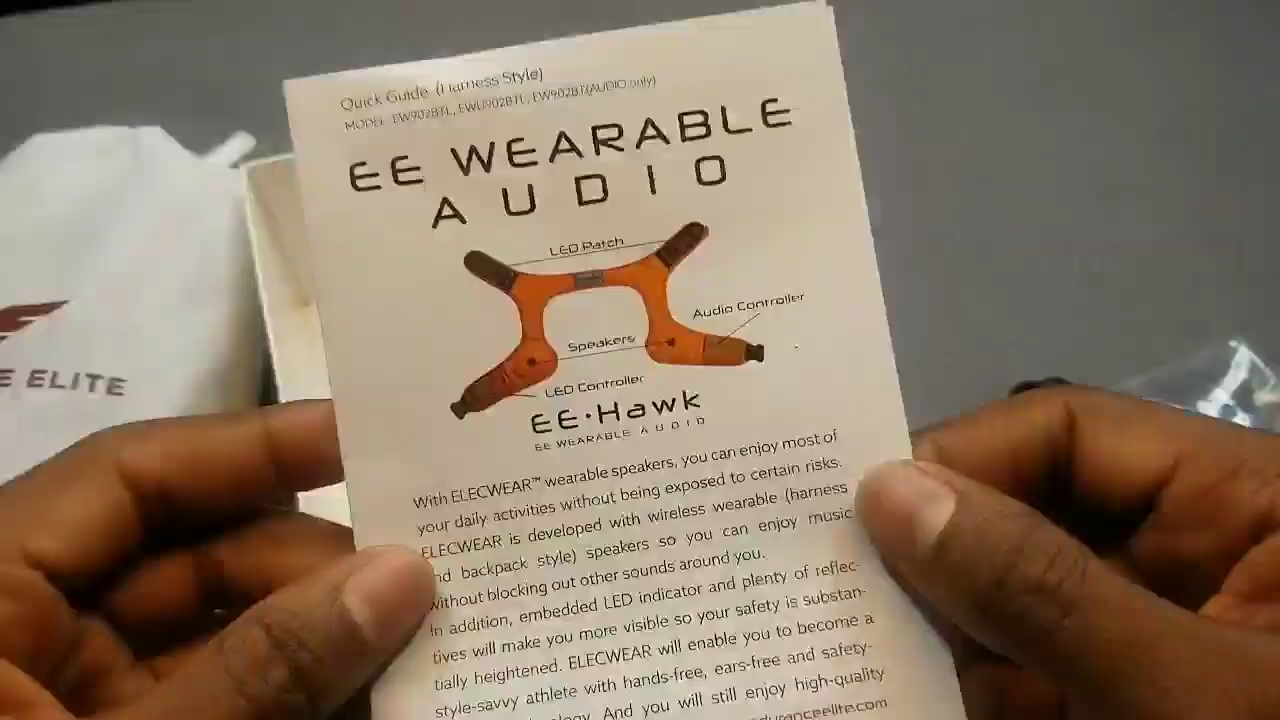 Quick Guide (Harness Style)
MODEL: EW902BTL, EWU902BTL, EW902BT(AUDIO only)
EE WEARABLE
AUDIO
LED Patch
Audio Controller
Speakers
LED Controller
EE·Hawk
EE WEARABLE AUDIO
With ELECWEAR™ wearable speakers, you can enjoy most of
your daily activities without being exposed to certain risks.
ELECWEAR is developed with wireless wearable (harness
and backpack style) speakers so you can enjoy music
without blocking out other sounds around you.
In addition, embedded LED indicator and plenty of reflec-
tives will make you more visible so your safety is substan-
tially heightened. ELECWEAR will enable you to become a
style-savvy athlete with hands-free, ears-free and safety-
And you will still enjoy high-quality
E ELITE